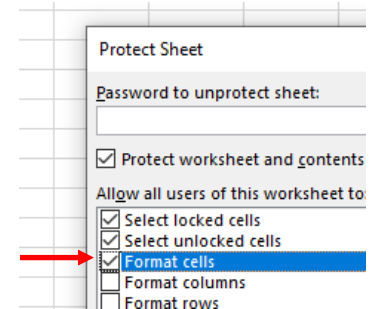 Protect Sheet
Password to unprotect sheet:
Protect worksheet and contents
Allow all users of this worksheet to:
Select locked cells
Select unlocked cells
Format cells
Format columns
Format rows